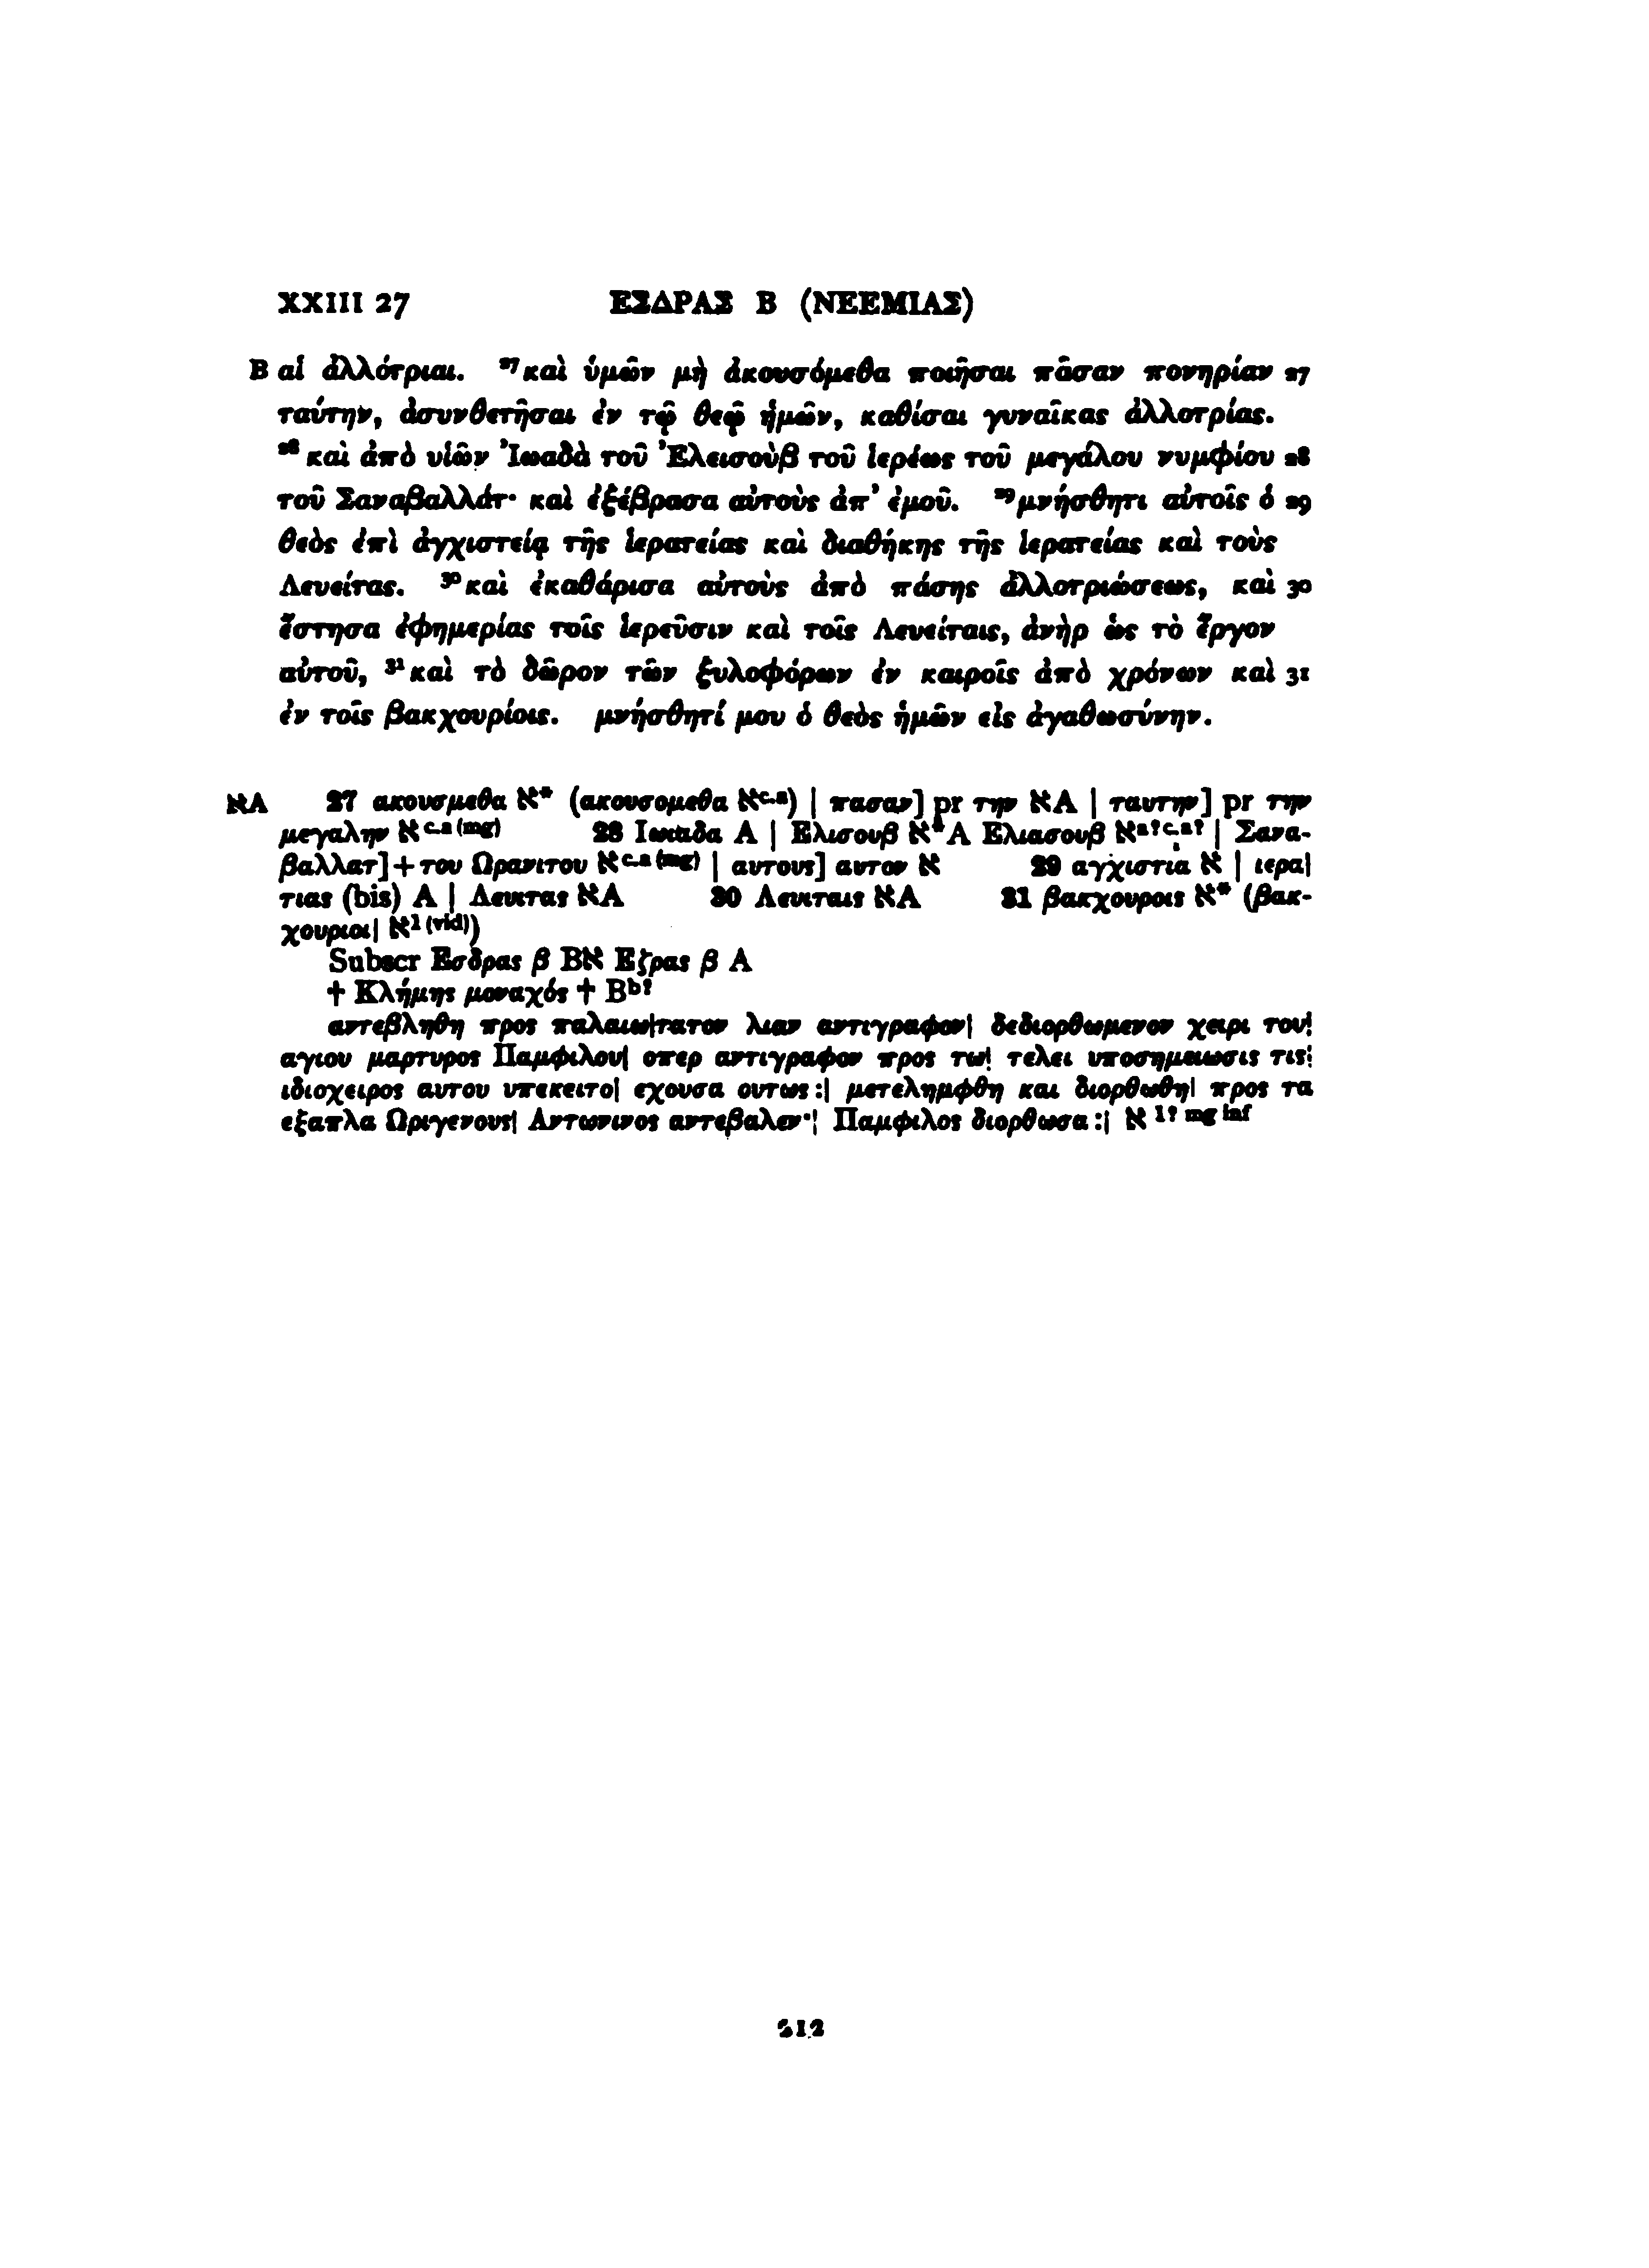 XXIII 27 ΕΣΔΡΑΣ Β (ΝΕΕΜΙΑΣ)
B αἱ ἀλλότριαι. ²⁷καὶ ὑμῶν μὴ ἀκουσόμεθα ποιῆσαι πᾶσαν πονηρίαν 27
ταύτην, ἀσυνθετῆσαι ἐν τῷ θεῷ ἡμῶν, καθίσαι γυναῖκας ἀλλοτρίας.
²⁸καὶ ἀπὸ υἱῶν Ἰωαδὰ τοῦ Ἐλεισοὺβ τοῦ ἱερέως τοῦ μεγάλου νυμφίου 28
τοῦ Σαναβαλλάτ· καὶ ἐξέβρασα αὐτοὺς ἀπ’ ἐμοῦ. ²⁹μνήσθητι αὐτοῖς ὁ 29
θεὸς ἐπὶ ἀγχιστείᾳ τῆς ἱερατείας καὶ διαθήκης τῆς ἱερατείας καὶ τοὺς
Λευείτας. ³⁰καὶ ἐκαθάρισα αὐτοὺς ἀπὸ πάσης ἀλλοτριώσεως, καὶ 30
ἔστησα ἐφημερίας τοῖς ἱερεῦσιν καὶ τοῖς Λευείταις, ἀνὴρ ὡς τὸ ἔργον
αὐτοῦ, ³¹καὶ τὸ δῶρον τῶν ξυλοφόρων ἐν καιροῖς ἀπὸ χρόνων καὶ 31
ἐν τοῖς βακχουρίοις. μνήσθητί μου ὁ θεὸς ἡμῶν εἰς ἀγαθωσύνην.
אA 27 ακουσμεθα א* (ακουσομεθα אc.a) | πασαν] pr την אA | ταυτην] pr την
μεγαλην א c.a (mg) 28 Ιωιαδα A | Ελισουβ א*A Ελιασουβ אa? c.a? | Σανα-
βαλλατ] + του Ωρανιτου א c.a (mg) | αυτους] αυτον א 29 αγχιστια א | ιερα|
τιας (bis) A | Λευιτας אA 30 Λευιταις אA 31 βακχουροις א* (βακ-
χουριοι| א1 (vid))
Subscr Εσδρας β Bא Εζρας β A
† Κλήμης μοναχός † Bb?
αντεβληθη προς παλαιω|τατον λιαν αντιγραφον| δεδιορθωμενον χειρι του|
αγιου μαρτυρος Παμφιλου| οπερ αντιγραφον προς τω| τελει υποσημειωσις τις|
ιδιοχειρος αυτου υπεκειτο| εχουσα ουτως :| μετελημφθη και διορθωθη| προς τα
εξαπλα Ωριγενους| Αντωνινος αντεβαλεν·| Παμφιλος διορθωσα :| א 1? mg inf
212